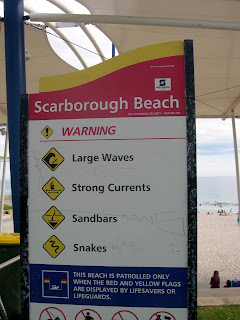 Scarborough Beach
WARNING
Large Waves
Strong Currents
Sandbars
Snakes
THIS BEACH IS PATROLLED ONLY
WHEN THE RED AND YELLOW FLAGS
ARE DISPLAYED BY LIFESAVERS OR
LIFEGUARDS.